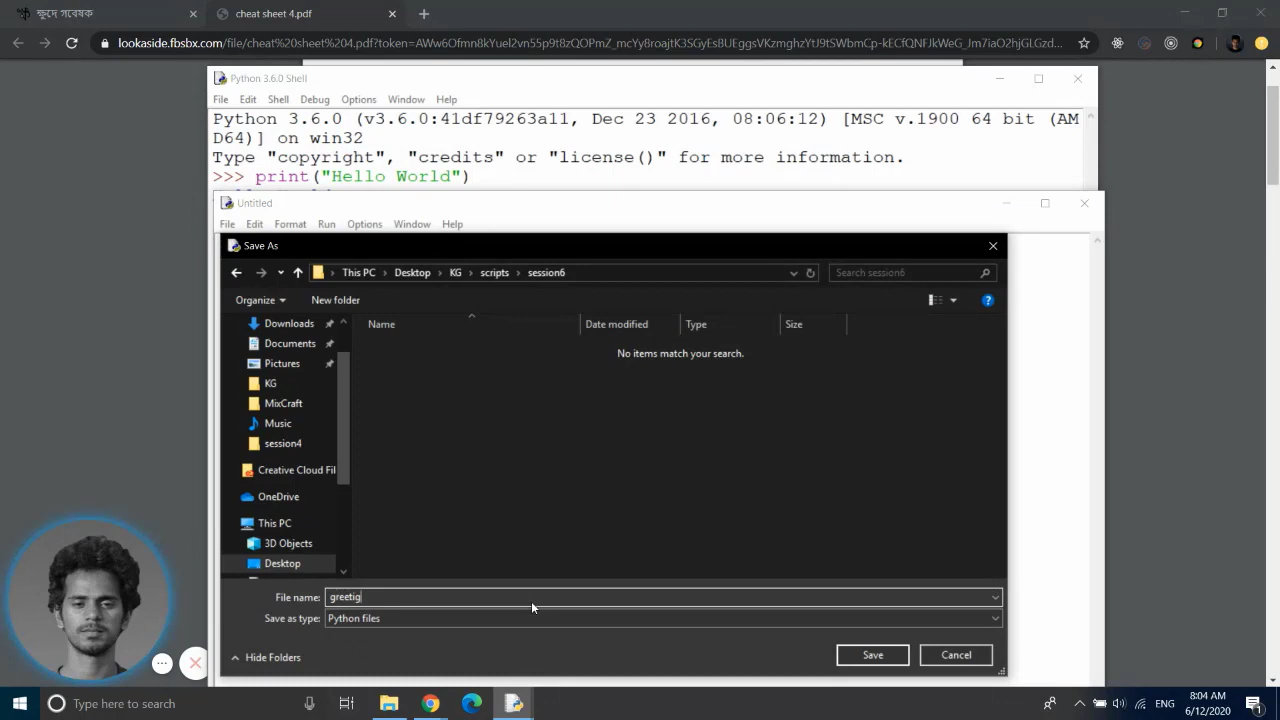 ক্ষুদে গবেষক
cheat sheet 4.pdf
lookaside.fbsbx.com/file/cheat%20sheet%204.pdf?token=AWw6Ofmn8kYuel2vn55p9t8zQOPmZ_mcYy8roajtK3SGyEsBUEggsVKzmghzYtJ9tSWbmCp-kECfQNFJkWeG_Jm7iaO2hjGLGzd...
Python 3.6.0 Shell
File Edit Shell Debug Options Window Help
Python 3.6.0 (v3.6.0:41df79263a11, Dec 23 2016, 08:06:12) [MSC v.1900 64 bit (AM
D64)] on win32
Type "copyright", "credits" or "license()" for more information.
>>> print("Hello World")
Untitled
File Edit Format Run Options Window Help
Save As
This PC > Desktop > KG > scripts > session6
Search session6
Organize
New folder
Name
Date modified
Type
Size
No items match your search.
Downloads
Documents
Pictures
KG
MixCraft
Music
session4
Creative Cloud Fil
OneDrive
This PC
3D Objects
Desktop
File name: greetig
Save as type: Python files
Hide Folders
Save
Cancel
Type here to search
ENG
8:04 AM
6/12/2020